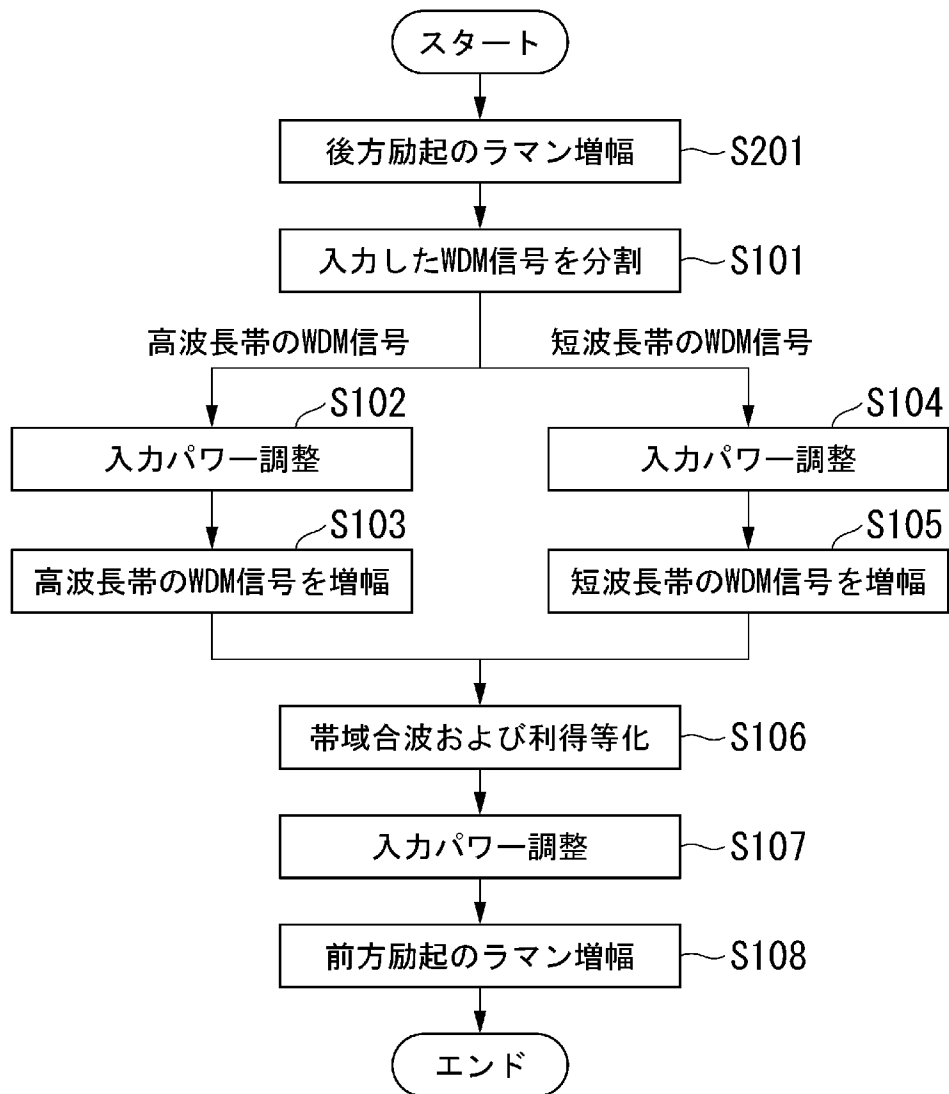 スタート
後方励起のラマン増幅 S201
入力したWDM信号を分割 S101
高波長帯のWDM信号 短波長帯のWDM信号
S102 S104
入力パワー調整 入力パワー調整
S103 S105
高波長帯のWDM信号を増幅 短波長帯のWDM信号を増幅
帯域合波および利得等化 S106
入力パワー調整 S107
前方励起のラマン増幅 S108
エンド